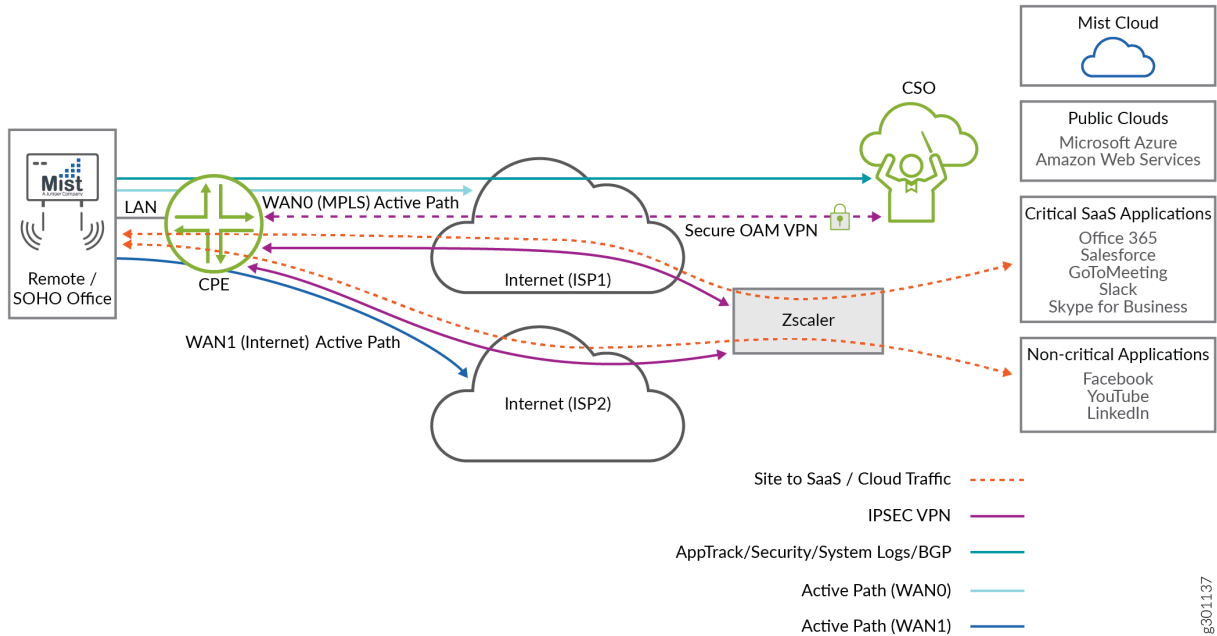 Mist Cloud
CSO
Public Clouds
Microsoft Azure
Amazon Web Services
Mist
A Juniper Company
LAN
WAN0 (MPLS) Active Path
Secure OAM VPN
Critical SaaS Applications
Office 365
Salesforce
GoToMeeting
Slack
Skype for Business
Remote /
SOHO Office
CPE
Internet (ISP1)
Zscaler
WAN1 (Internet) Active Path
Internet (ISP2)
Non-critical Applications
Facebook
YouTube
LinkedIn
Site to SaaS / Cloud Traffic
IPSEC VPN
AppTrack/Security/System Logs/BGP
Active Path (WAN0)
Active Path (WAN1)
g301137